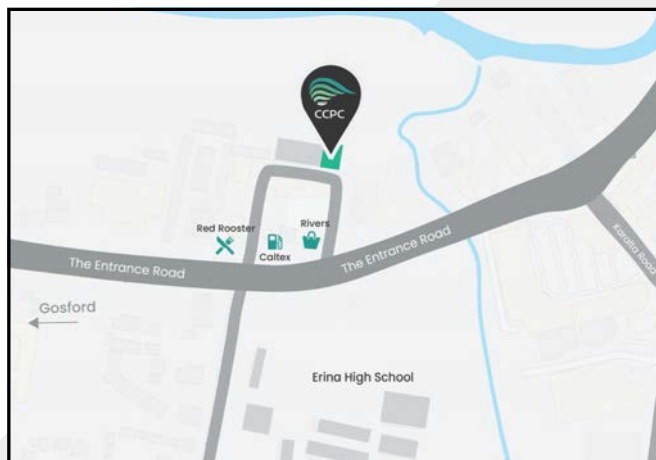 CCPC
Red Rooster
Rivers
Caltex
The Entrance Road
The Entrance Road
Karalta Road
Gosford
Erina High School